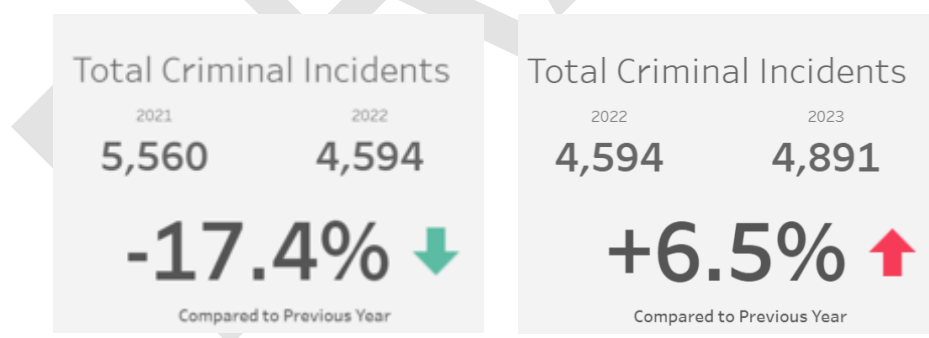 Total Criminal Incidents
2021 2022
5,560 4,594
-17.4%
Compared to Previous Year
Total Criminal Incidents
2022 2023
4,594 4,891
+6.5%
Compared to Previous Year